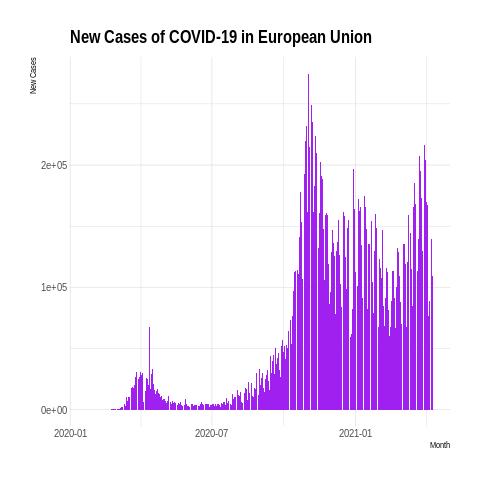 New Cases of COVID-19 in European Union
New Cases
2e+05
1e+05
0e+00
2020-01
2020-07
2021-01
Month